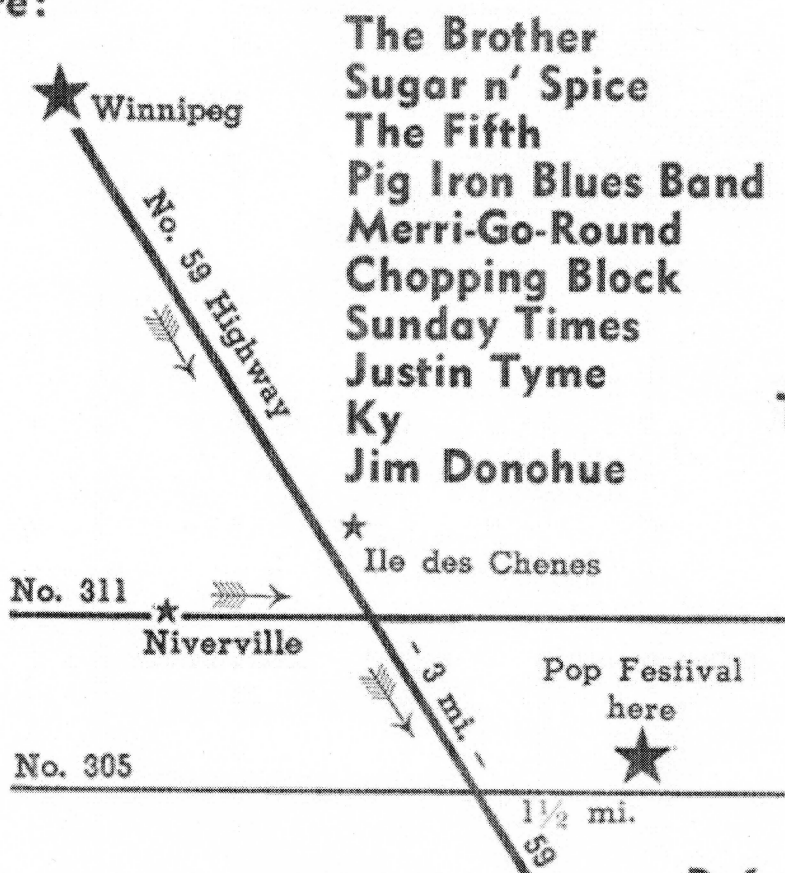 The Brother
Sugar n' Spice
The Fifth
Pig Iron Blues Band
Merri-Go-Round
Chopping Block
Sunday Times
Justin Tyme
Ky
Jim Donohue
Winnipeg
No. 59 Highway
Ile des Chenes
No. 311
Niverville
- 3 mi. -
Pop Festival
here
No. 305
1½ mi.
59